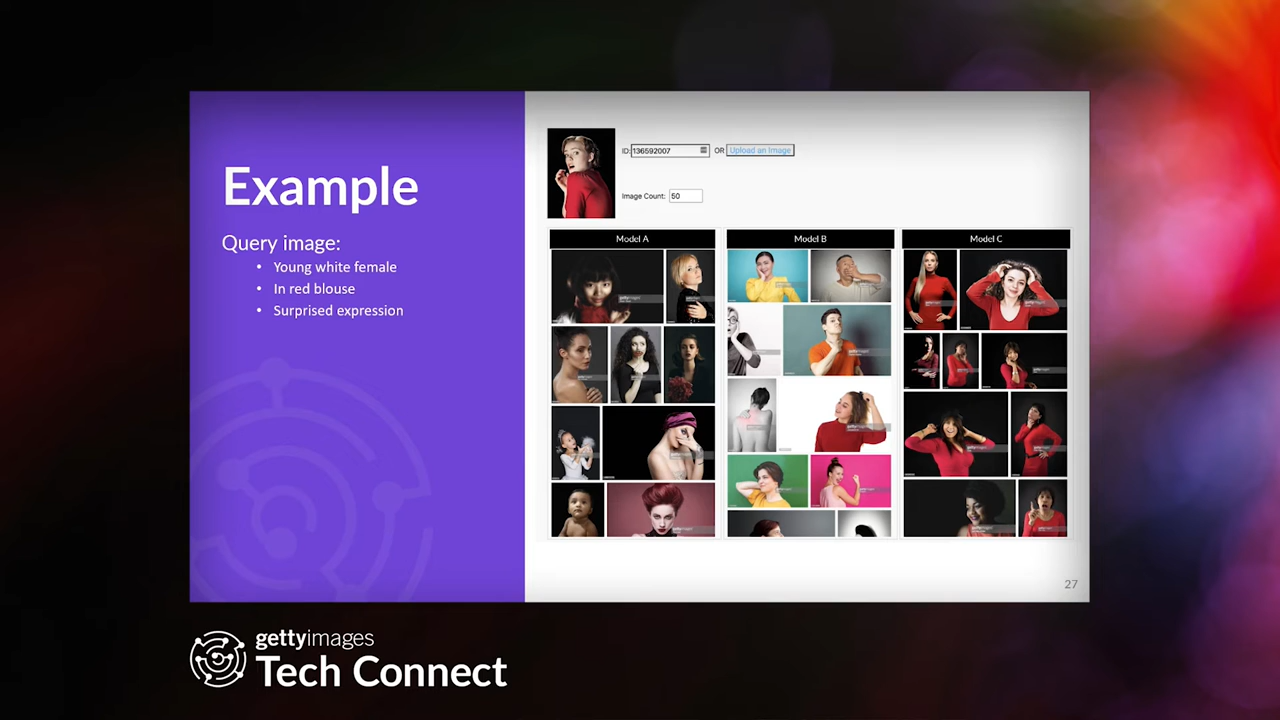 Example
Query image:
• Young white female
• In red blouse
• Surprised expression
ID: 136592007 OR Upload an Image
Image Count: 50
Model A
Model B
Model C
27
gettyimages
Tech Connect